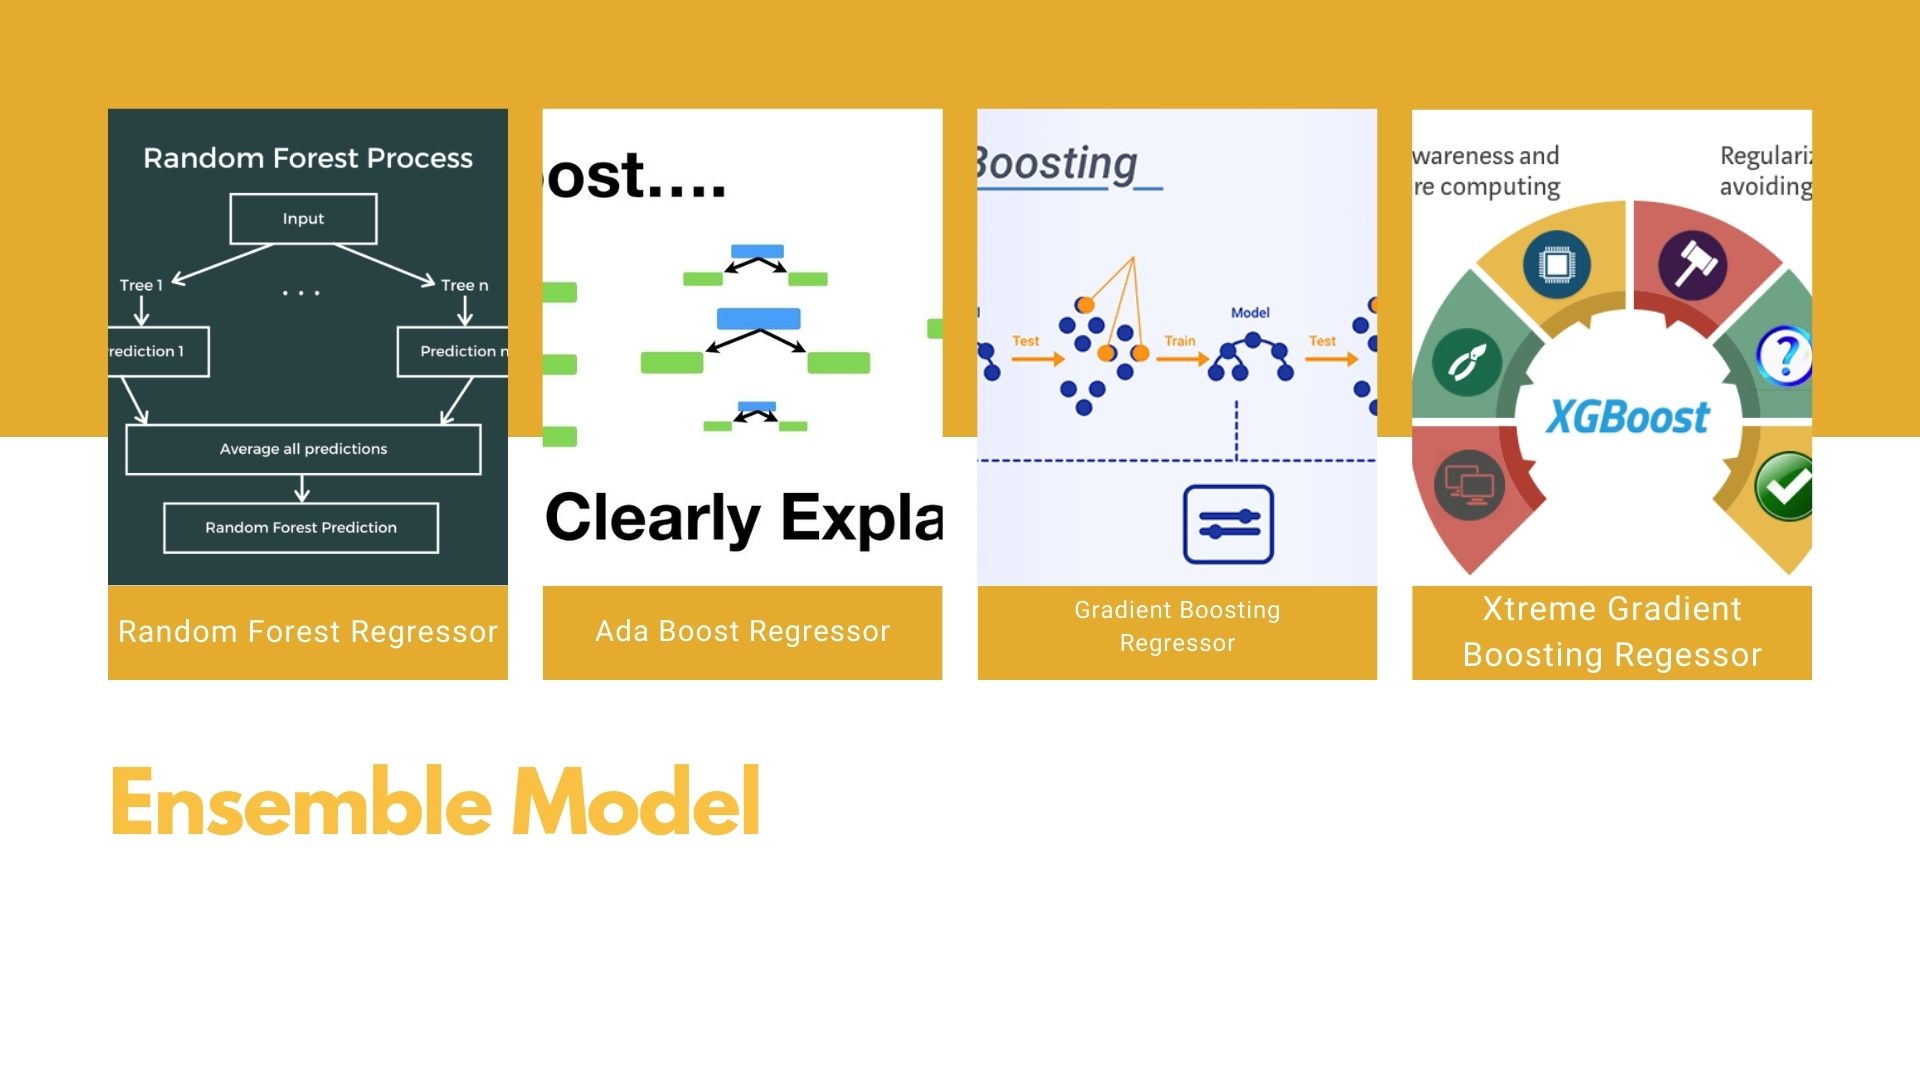 Random Forest Process
Input
Tree 1
. . .
Tree n
rediction 1
Prediction n
Average all predictions
Random Forest Prediction
Random Forest Regressor
ost....
Clearly Expla
Ada Boost Regressor
Boosting
Model
Test
Train
Test
Gradient Boosting
Regressor
wareness and
re computing
Regulariz
avoiding
?
XGBoost
Xtreme Gradient
Boosting Regessor
Ensemble Model